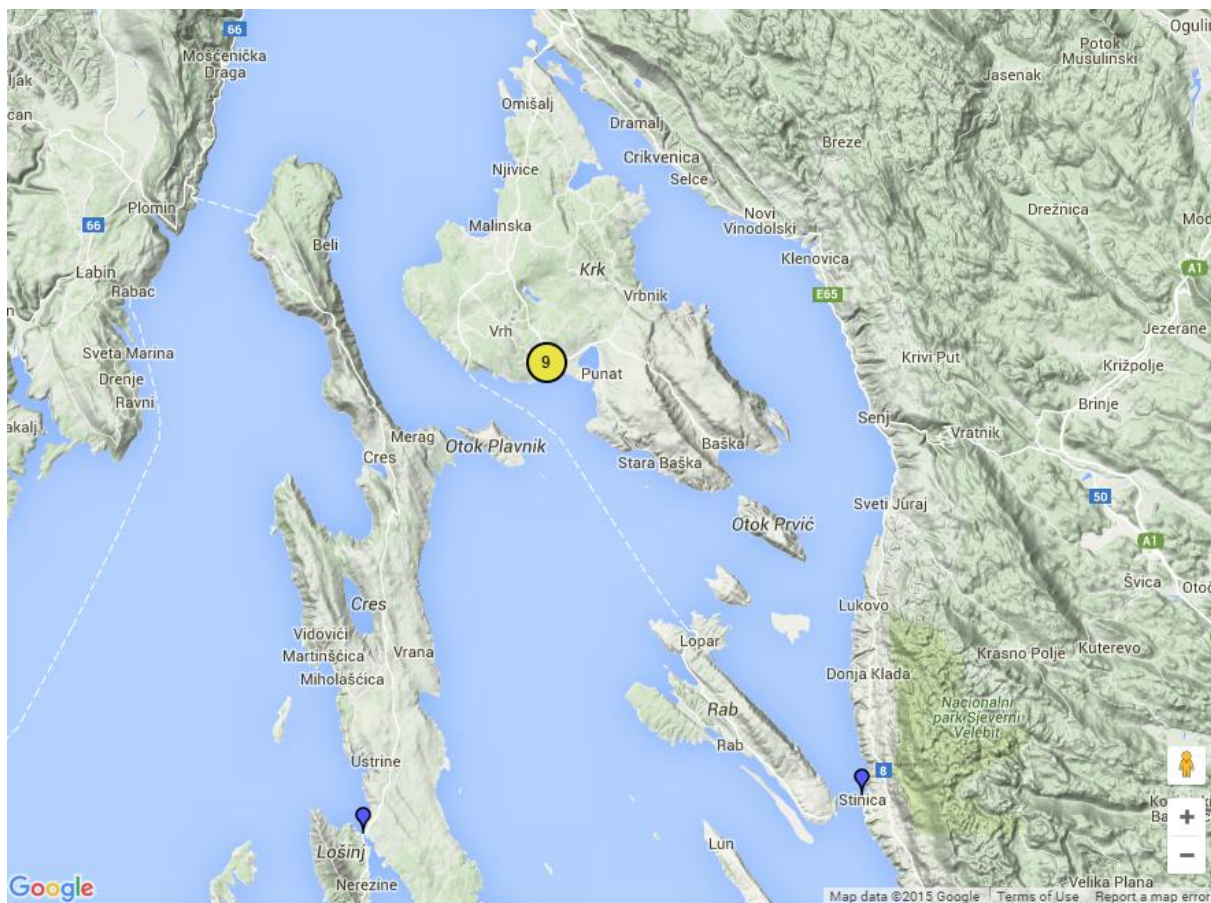 66
Ogulin
Mošćenička
Draga
Potok
Musulinski
Jasenak
Omišalj
Dramalj
Breze
Crikvenica
Njivice
Selce
Plomin
66
Malinska
Novi
Vinodolski
Drežnica
Beli
Klenovica
Krk
A1
Labin
Rabac
Vrbnik
E65
Vrh
Jezerane
Sveta Marina
Krivi Put
9
Križpolje
Drenje
Punat
Ravni
Brinje
Senj
Merag
Vratnik
Otok Plavnik
Baška
Cres
Stara Baška
50
Sveti Juraj
Otok Prvić
A1
Švica
Cres
Lukovo
Vidovići
Lopar
Martinšćica
Vrana
Krasno Polje
Kuterevo
Miholašćica
Donja Klada
Rab
Nacionalni
park Sjeverni
Velebit
Rab
Ustrine
8
Stinica
Lun
Lošinj
Nerezine
Velika Plana
Google
Map data ©2015 Google
Terms of Use
Report a map error